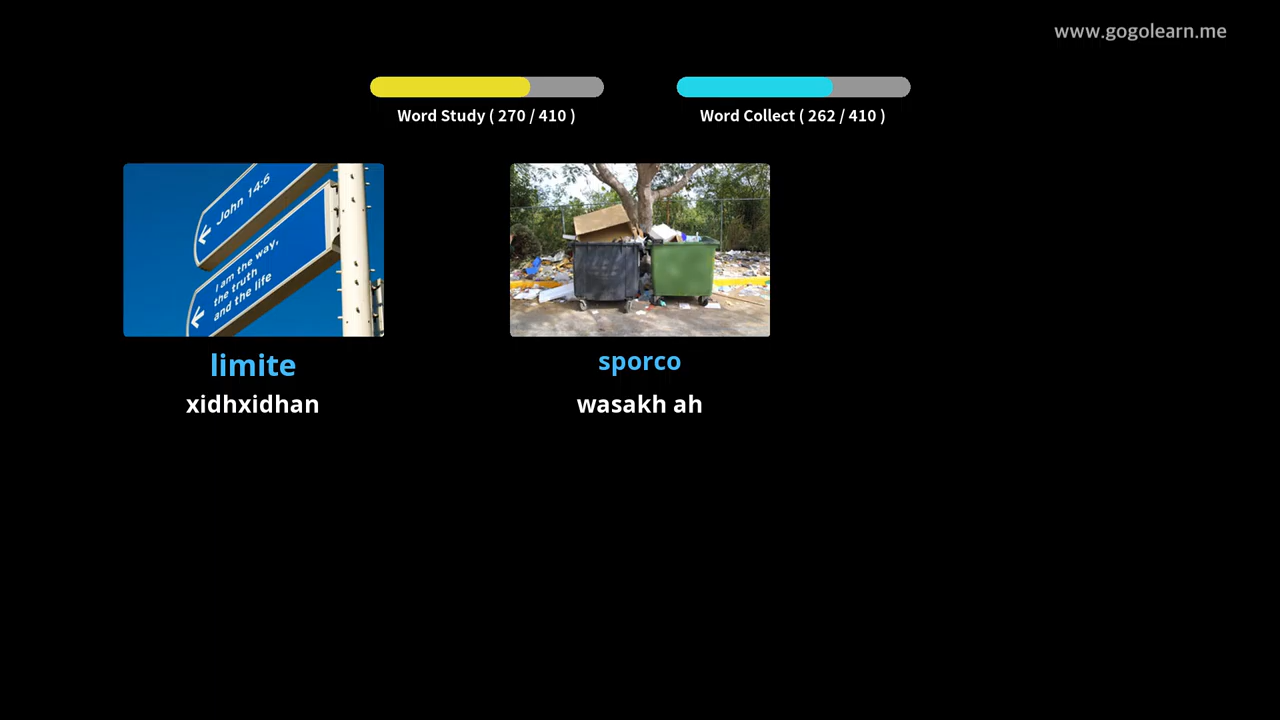 www.gogolearn.me
Word Study ( 270 / 410 )
Word Collect ( 262 / 410 )
John 14:6
I am the way,
the truth
and the life
limite
xidhxidhan
sporco
wasakh ah